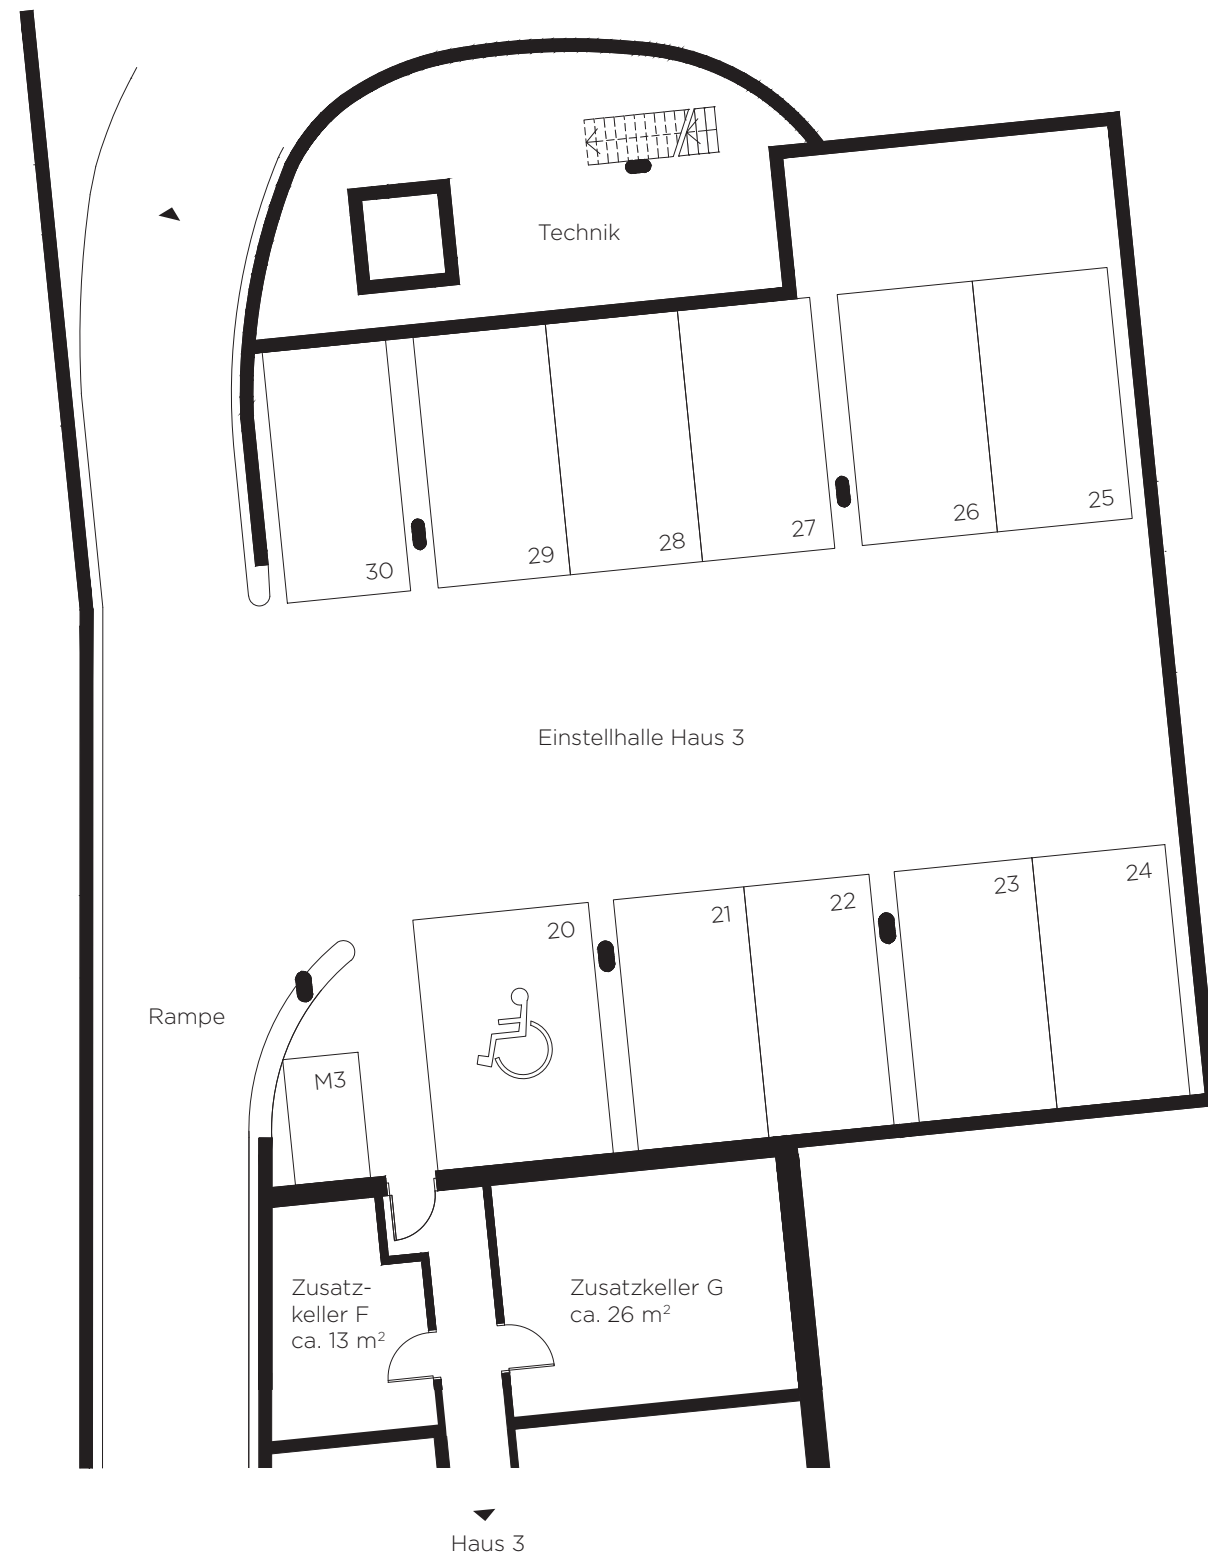 Technik
25
26
27
28
29
30
Einstellhalle Haus 3
24
23
22
21
20
Rampe
M3
Zusatz-
keller F
ca. 13 m²
Zusatzkeller G
ca. 26 m²
Haus 3